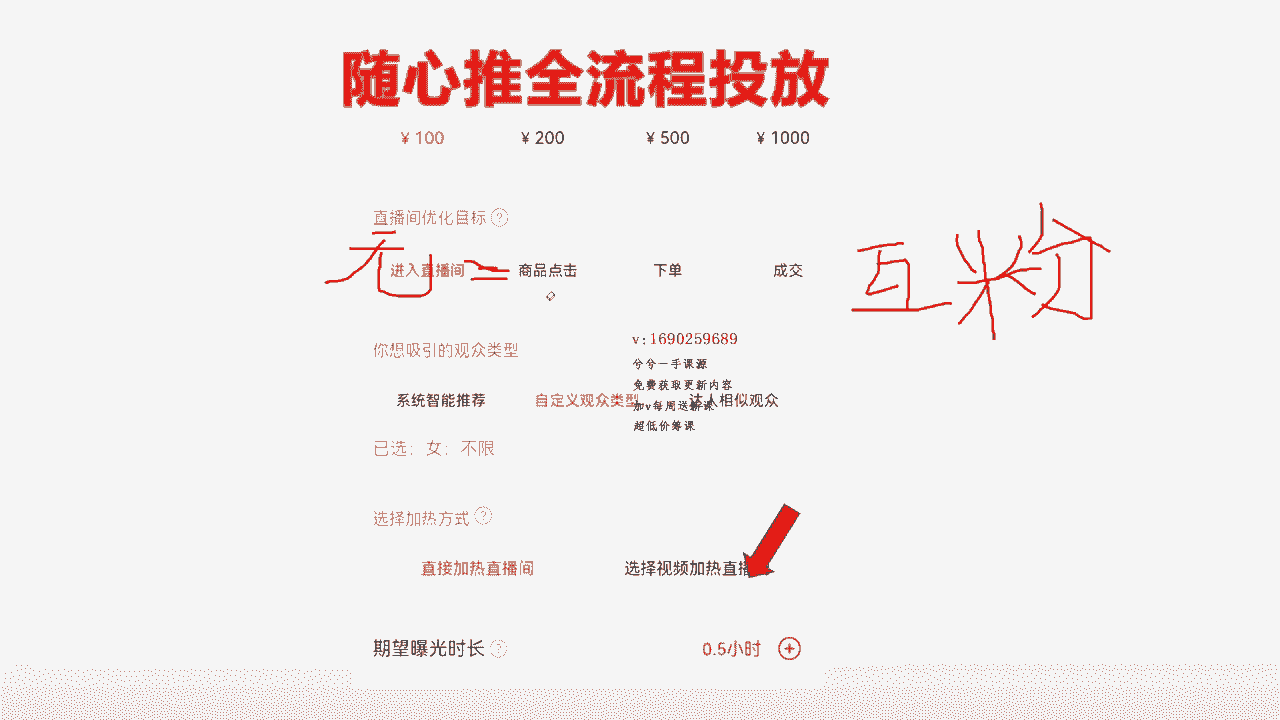 随心推全流程投放
¥ 100 ¥ 200 ¥ 500 ¥ 1000
直播间优化目标 ?
进入直播间 商品点击 下单 成交
无 =
互粉
你想吸引的观众类型
v:1690259689
兮兮一手课源
免费获取更新内容
加v每周送新课
超低价筹课
系统智能推荐 自定义观众类型 达人相似观众
已选: 女; 不限
选择加热方式 ?
直接加热直播间 选择视频加热直播
期望曝光时长 ? 0.5小时 +